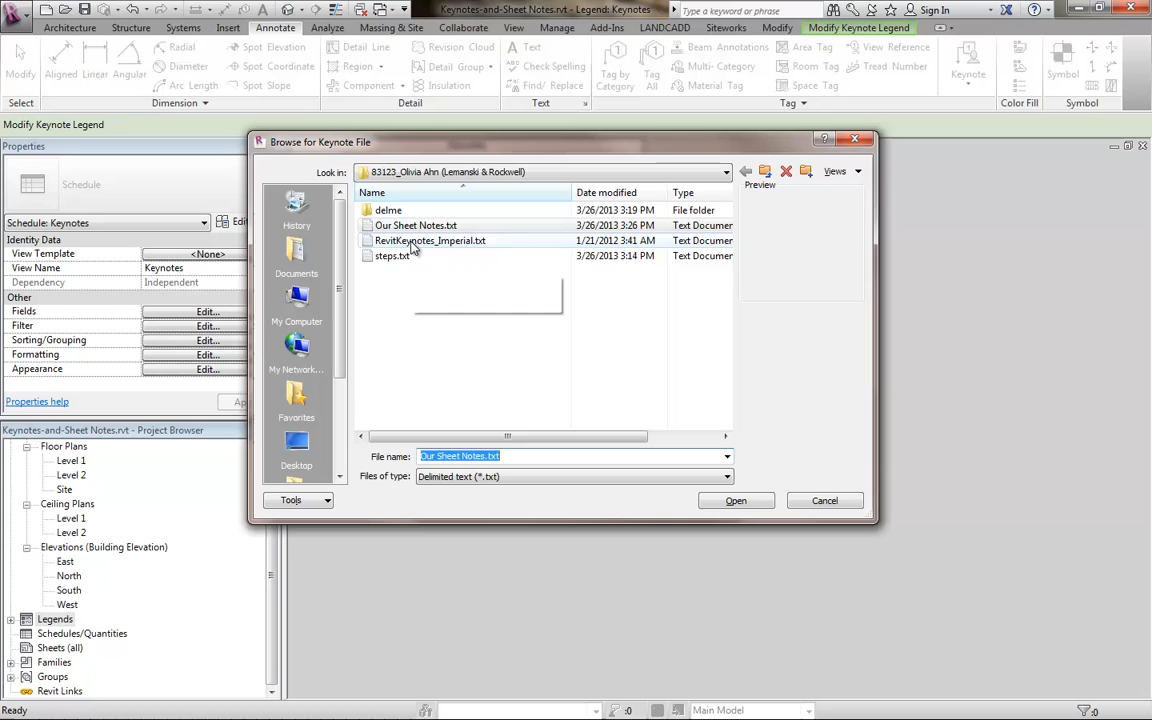 Keynotes-and-Sheet Notes.rvt - Legend: Keynotes
Type a keyword or phrase
Sign In
Architecture
Structure
Systems
Insert
Annotate
Analyze
Massing & Site
Collaborate
View
Manage
Add-Ins
LANDCADD
Siteworks
Modify
Modify Keynote Legend
Modify
Aligned
Linear
Angular
Radial
Diameter
Arc Length
Spot Elevation
Spot Coordinate
Spot Slope
Detail Line
Region
Component
Revision Cloud
Detail Group
Insulation
Text
Check Spelling
Find/ Replace
Tag by
Category
Tag
All
Beam Annotations
Multi- Category
Material Tag
Area Tag
Room Tag
Space Tag
View Reference
Tread Number
Keynote
Symbol
Select
Dimension
Detail
Text
Tag
Color Fill
Symbol
Modify Keynote Legend
Properties
Schedule
Schedule: Keynotes
Identity Data
View Template
<None>
View Name
Keynotes
Dependency
Independent
Other
Fields
Edit...
Filter
Edit...
Sorting/Grouping
Edit...
Formatting
Edit...
Appearance
Edit...
Properties help
Keynotes-and-Sheet Notes.rvt - Project Browser
Floor Plans
Level 1
Level 2
Site
Ceiling Plans
Level 1
Level 2
Elevations (Building Elevation)
East
North
South
West
Legends
Schedules/Quantities
Sheets (all)
Families
Groups
Revit Links
Browse for Keynote File
Look in:
83123_Olivia Ahn (Lemanski & Rockwell)
Views
Name
Date modified
Type
Preview
delme
3/26/2013 3:19 PM
File folder
Our Sheet Notes.txt
3/26/2013 3:26 PM
Text Documen
RevitKeynotes_Imperial.txt
1/21/2012 3:41 AM
Text Documen
steps.txt
3/26/2013 3:14 PM
Text Documen
History
Documents
My Computer
My Network...
Favorites
Desktop
File name:
Our Sheet Notes.txt
Files of type:
Delimited text (*.txt)
Tools
Open
Cancel
Ready
:0
Main Model
:0